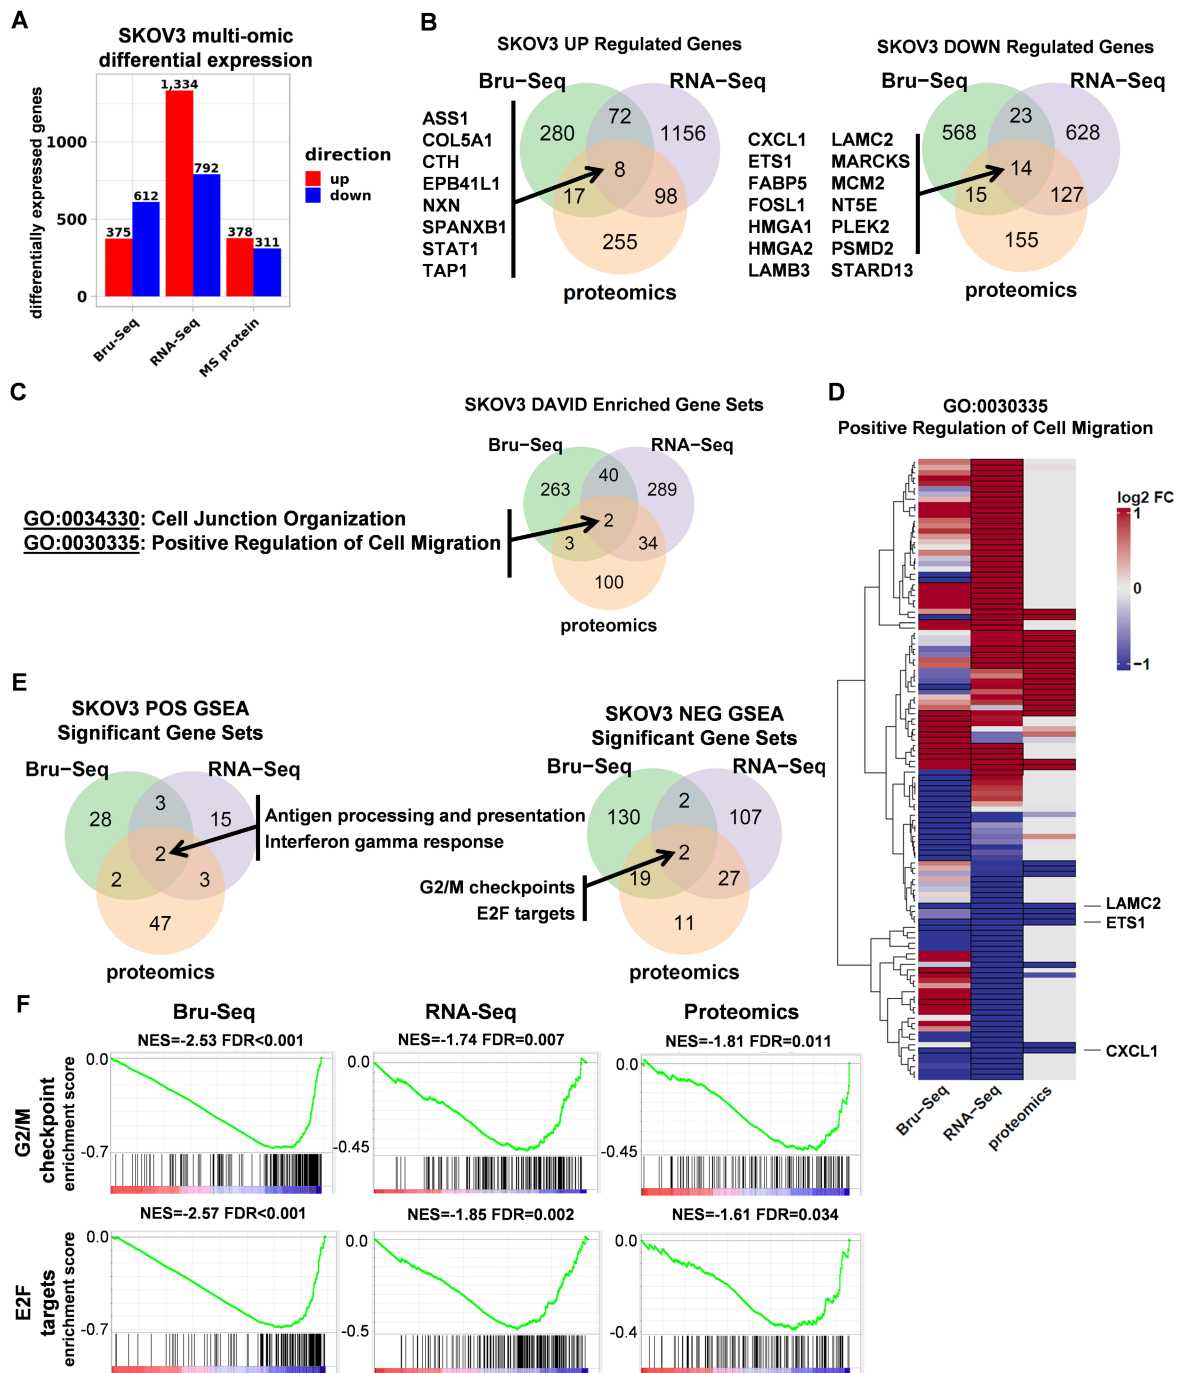 A
SKOV3 multi-omic
differential expression
differentially expressed genes
1000
500
0
375
612
1,334
792
378
311
Bru-Seq
RNA-Seq
MS protein
direction
up
down
B
SKOV3 UP Regulated Genes
Bru−Seq
RNA−Seq
280
72
1156
8
17
98
255
proteomics
ASS1
COL5A1
CTH
EPB41L1
NXN
SPANXB1
STAT1
TAP1
SKOV3 DOWN Regulated Genes
Bru−Seq
RNA−Seq
568
23
628
14
15
127
155
proteomics
CXCL1 LAMC2
ETS1 MARCKS
FABP5 MCM2
FOSL1 NT5E
HMGA1 PLEK2
HMGA2 PSMD2
LAMB3 STARD13
C
SKOV3 DAVID Enriched Gene Sets
Bru−Seq
RNA−Seq
263
40
289
2
3
34
100
proteomics
GO:0034330: Cell Junction Organization
GO:0030335: Positive Regulation of Cell Migration
D
GO:0030335
Positive Regulation of Cell Migration
log2 FC
1
0
−1
LAMC2
ETS1
CXCL1
Bru−Seq
RNA−Seq
proteomics
E
SKOV3 POS GSEA
Significant Gene Sets
Bru−Seq
RNA−Seq
28
3
15
2
2
3
47
proteomics
Antigen processing and presentation
Interferon gamma response
SKOV3 NEG GSEA
Significant Gene Sets
Bru−Seq
RNA−Seq
130
2
107
2
19
27
11
proteomics
G2/M checkpoints
E2F targets
F
Bru-Seq
RNA-Seq
Proteomics
G2/M
checkpoint
enrichment score
NES=-2.53 FDR<0.001
0.0
-0.7
NES=-1.74 FDR=0.007
0.0
-0.45
NES=-1.81 FDR=0.011
0.0
-0.45
E2F
targets
enrichment score
NES=-2.57 FDR<0.001
0.0
-0.7
NES=-1.85 FDR=0.002
0.0
-0.5
NES=-1.61 FDR=0.034
0.0
-0.4